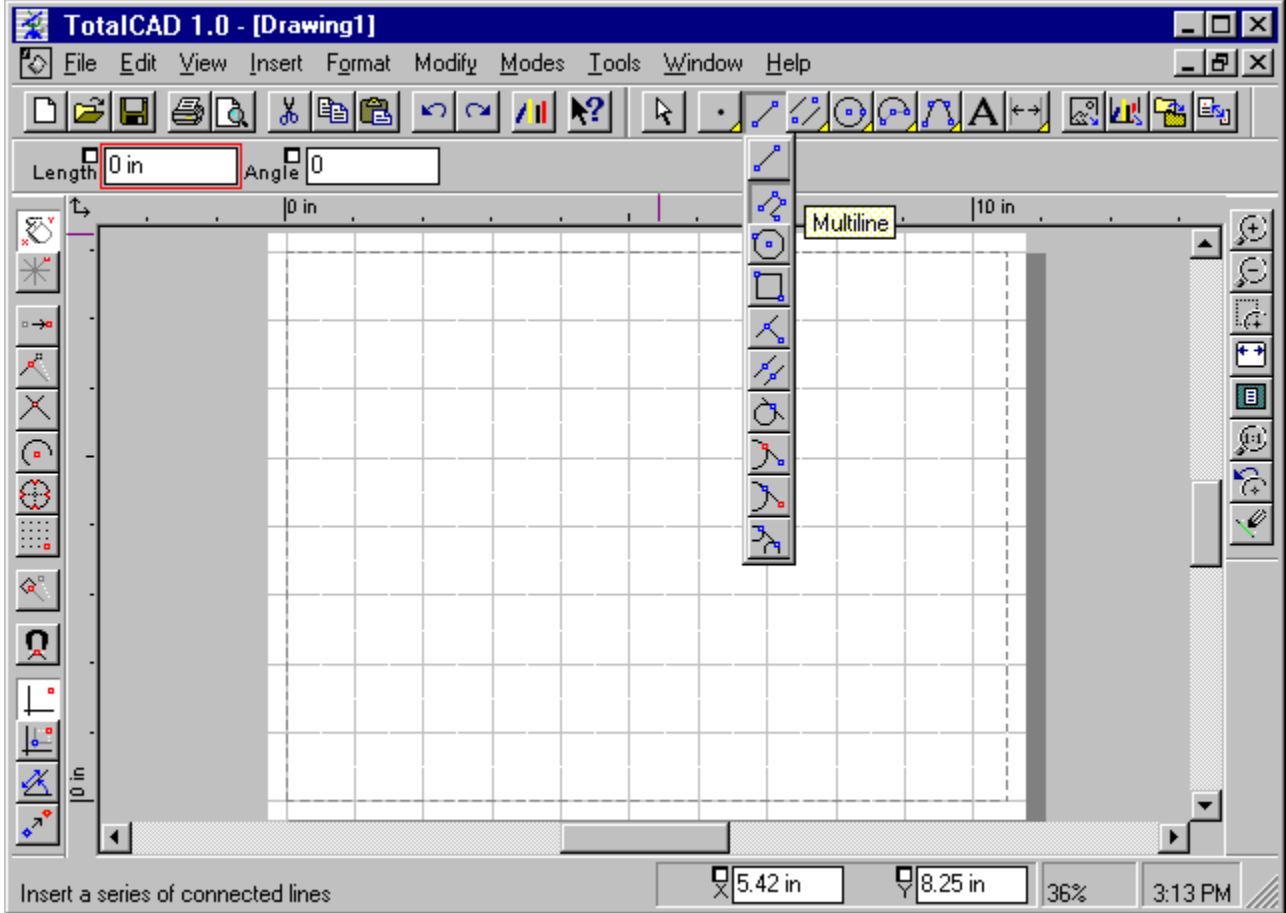 TotalCAD 1.0 - [Drawing1]
File Edit View Insert Format Modify Modes Tools Window Help
A
Length 0 in Angle 0
0 in 10 in
Multiline
1:1
0 in
X 5.42 in Y 8.25 in 36% 3:13 PM
Insert a series of connected lines